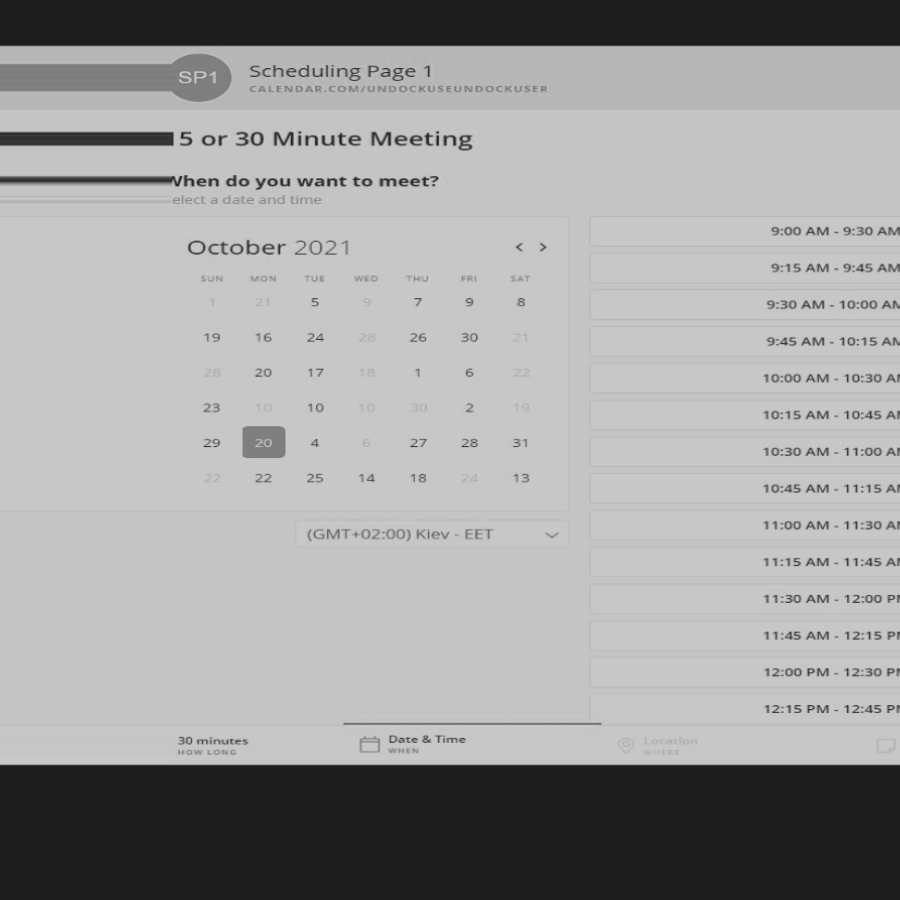 SP1
Scheduling Page 1
CALENDAR.COM/UNDOCKUSEUNDOCKUSER
5 or 30 Minute Meeting
When do you want to meet?
elect a date and time
October 2021
SUN MON TUE WED THU FRI SAT
1 21 5 9 7 9 8
19 16 24 28 26 30 21
28 20 17 18 1 6 22
23 10 10 10 30 2 19
29 20 4 6 27 28 31
22 22 25 14 18 24 13
(GMT+02:00) Kiev - EET
9:00 AM - 9:30 AM
9:15 AM - 9:45 AM
9:30 AM - 10:00 AM
9:45 AM - 10:15 AM
10:00 AM - 10:30 AM
10:15 AM - 10:45 AM
10:30 AM - 11:00 AM
10:45 AM - 11:15 AM
11:00 AM - 11:30 AM
11:15 AM - 11:45 AM
11:30 AM - 12:00 PM
11:45 AM - 12:15 PM
12:00 PM - 12:30 PM
12:15 PM - 12:45 PM
30 minutes
HOW LONG
Date & Time
WHEN
Location
WHERE